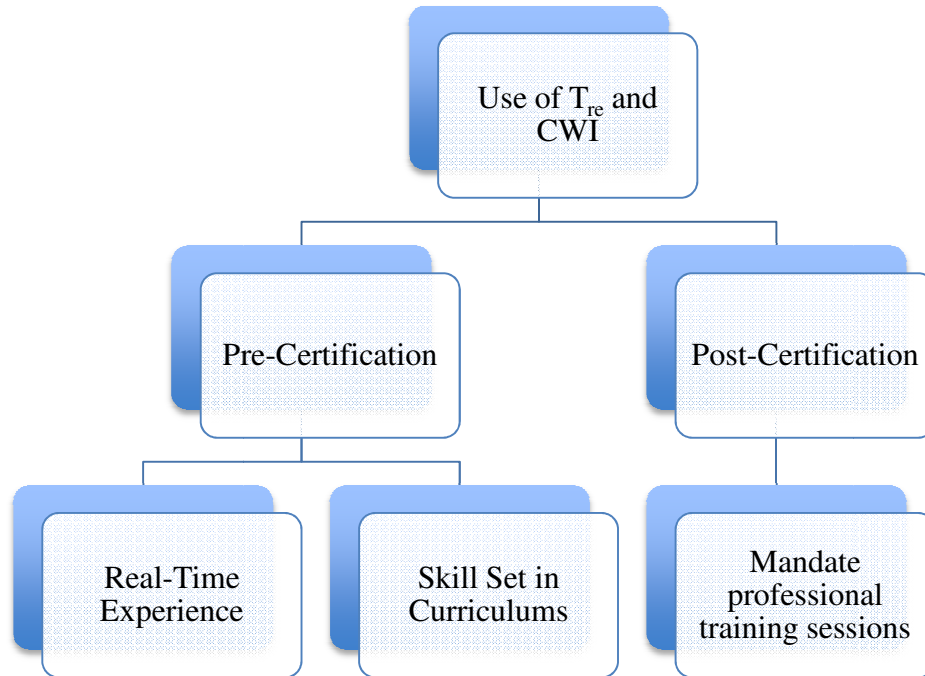 Use of Tre and
CWI
Pre-Certification
Post-Certification
Real-Time
Experience
Skill Set in
Curriculums
Mandate
professional
training sessions